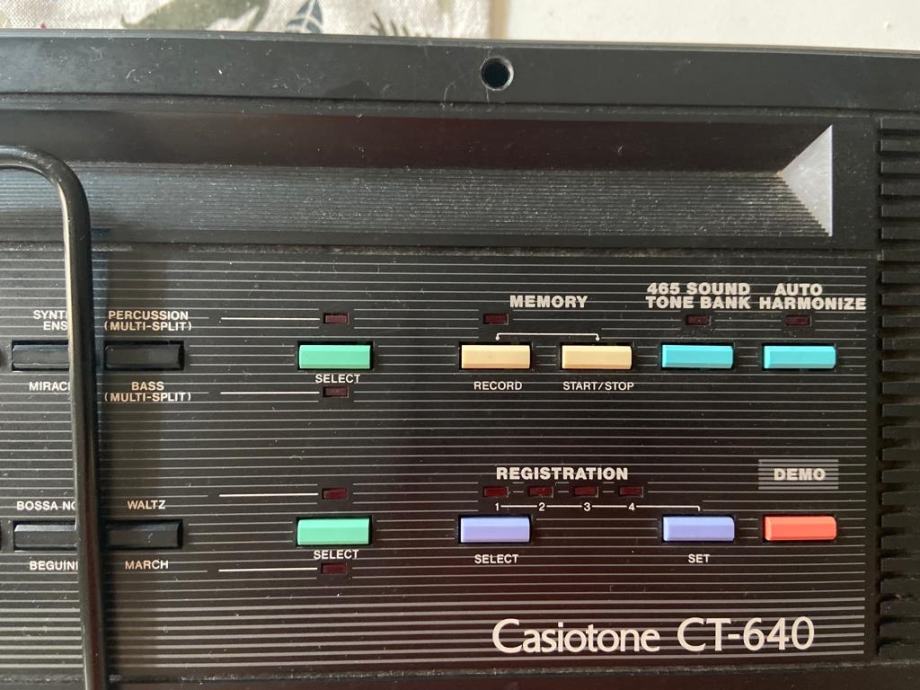 465 SOUND AUTO
MEMORY TONE BANK HARMONIZE
PERCUSSION
(MULTI-SPLIT)
SELECT
RECORD START/STOP
BASS
(MULTI-SPLIT)
REGISTRATION DEMO
1 2 3 4
WALTZ
SELECT SELECT SET
MARCH
Casiotone CT-640